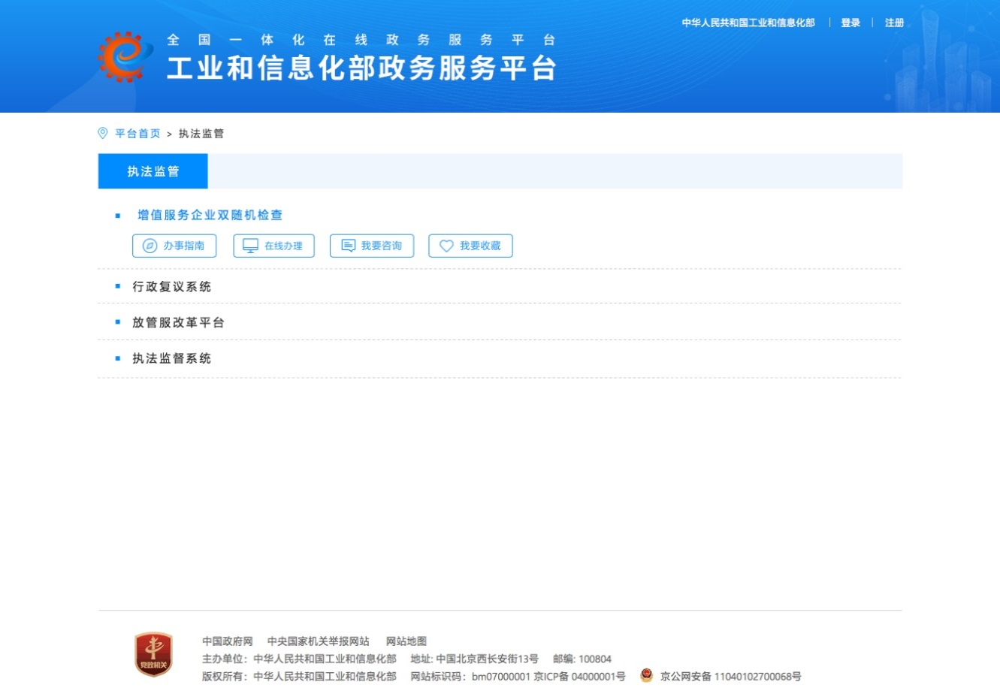 中华人民共和国工业和信息化部 | 登录 | 注册
全国一体化在线政务服务平台
工业和信息化部政务服务平台
平台首页 > 执法监管
执法监管
增值服务企业双随机检查
办事指南 在线办理 我要咨询 我要收藏
行政复议系统
放管服改革平台
执法监督系统
党政机关
中国政府网 中央国家机关举报网站 网站地图
主办单位：中华人民共和国工业和信息化部 地址: 中国北京西长安街13号 邮编: 100804
版权所有：中华人民共和国工业和信息化部 网站标识码：bm07000001 京ICP备 04000001号 京公网安备 11040102700068号